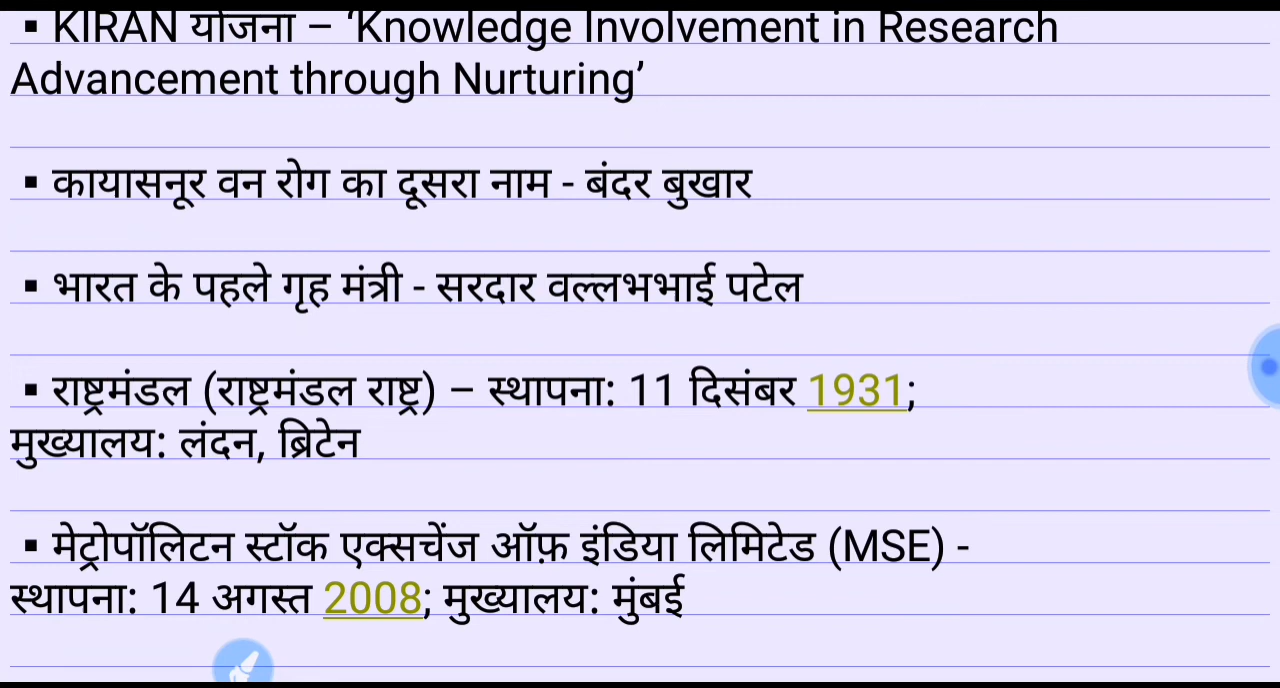 ▪ KIRAN योजना – ‘Knowledge Involvement in Research
Advancement through Nurturing’
▪ कायासनूर वन रोग का दूसरा नाम - बंदर बुखार
▪ भारत के पहले गृह मंत्री - सरदार वल्लभभाई पटेल
▪ राष्ट्रमंडल (राष्ट्रमंडल राष्ट्र) – स्थापना: 11 दिसंबर 1931;
मुख्यालय: लंदन, ब्रिटेन
▪ मेट्रोपॉलिटन स्टॉक एक्सचेंज ऑफ़ इंडिया लिमिटेड (MSE) -
स्थापना: 14 अगस्त 2008; मुख्यालय: मुंबई